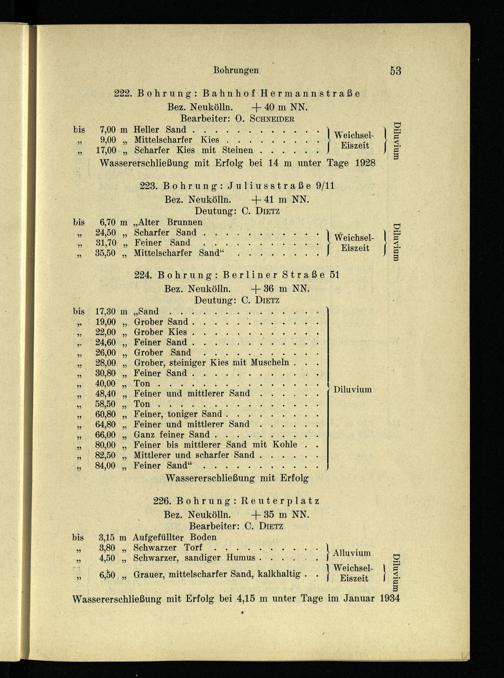 Bohrungen 53
222. Bohrung: Bahnhof Hermannstraße
Bez. Neukölln. + 40 m NN.
Bearbeiter: O. SCHNEIDER
bis 7,00 m Heller Sand . . . . . . . . . . . .
„ 9,00 „ Mittelscharfer Kies . . . . . . . . . Weichsel-
„ 17,00 „ Scharfer Kies mit Steinen . . . . . . Eiszeit Diluvium
Wassererschließung mit Erfolg bei 14 m unter Tage 1928
223. Bohrung: Juliusstraße 9/11
Bez. Neukölln. + 41 m NN.
Deutung: C. DIETZ
bis 6,70 m „Alter Brunnen
„ 24,50 „ Scharfer Sand . . . . . . . . . . .
„ 31,70 „ Feiner Sand . . . . . . . . . . . Weichsel-
„ 35,50 „ Mittelscharfer Sand“ . . . . . . . . Eiszeit Diluvium
224. Bohrung: Berliner Straße 51
Bez. Neukölln. + 36 m NN.
Deutung: C. DIETZ
bis 17,30 m „Sand . . . . . . . . . . . . . .
„ 19,00 „ Grober Sand . . . . . . . . . . . .
„ 22,00 „ Grober Kies . . . . . . . . . . . .
„ 24,60 „ Feiner Sand . . . . . . . . . . . .
„ 26,00 „ Grober Sand . . . . . . . . . . . .
„ 28,00 „ Grober, steiniger Kies mit Muscheln . . .
„ 30,80 „ Feiner Sand . . . . . . . . . . . .
„ 40,00 „ Ton . . . . . . . . . . . . . . .
„ 48,40 „ Feiner und mittlerer Sand . . . . . . Diluvium
„ 58,50 „ Ton . . . . . . . . . . . . . . .
„ 60,80 „ Feiner, toniger Sand . . . . . . . . .
„ 64,80 „ Feiner und mittlerer Sand . . . . . .
„ 66,00 „ Ganz feiner Sand . . . . . . . . . .
„ 80,00 „ Feiner bis mittlerer Sand mit Kohle . .
„ 82,50 „ Mittlerer und scharfer Sand . . . . . .
„ 84,00 „ Feiner Sand“ . . . . . . . . . . .
Wassererschließung mit Erfolg
226. Bohrung: Reuterplatz
Bez. Neukölln. + 35 m NN.
Bearbeiter: C. DIETZ
bis 3,15 m Aufgefüllter Boden
„ 3,80 „ Schwarzer Torf . . . . . . . . . .
„ 4,50 „ Schwarzer, sandiger Humus . . . . . . Alluvium
„ 6,50 „ Grauer, mittelscharfer Sand, kalkhaltig . . Weichsel-Eiszeit Diluvium
Wassererschließung mit Erfolg bei 4,15 m unter Tage im Januar 1934